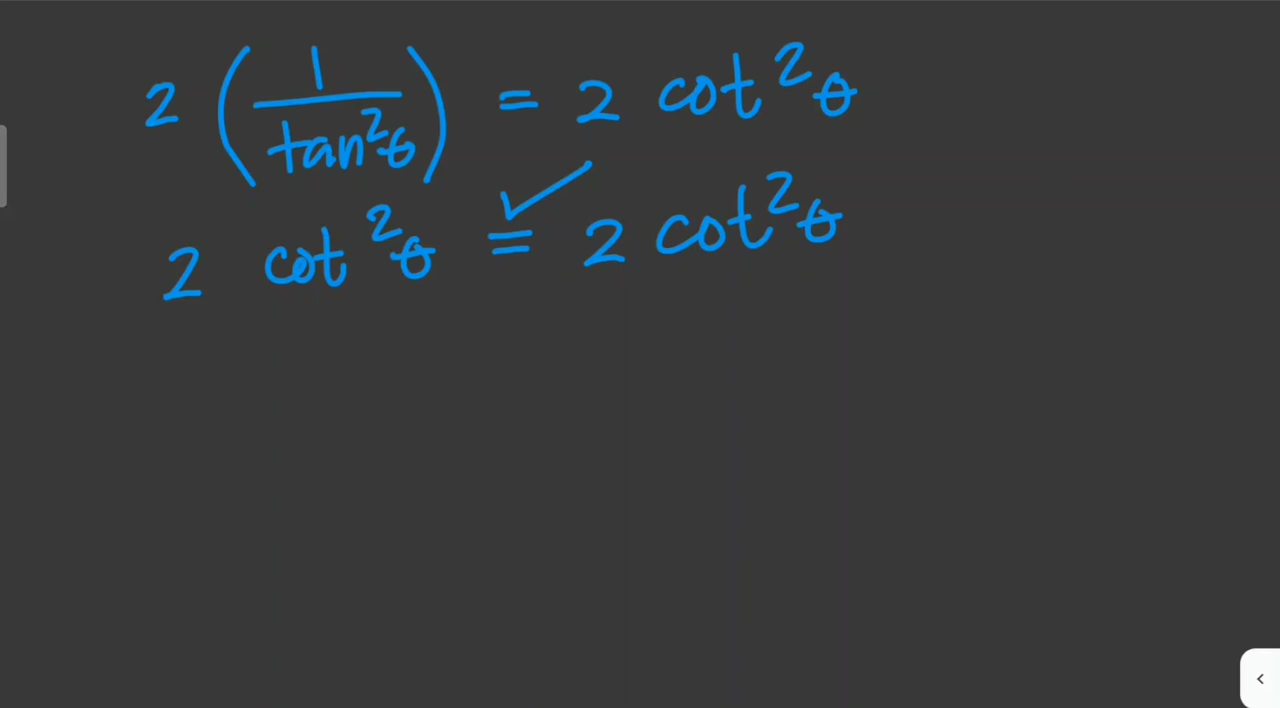 2 (1/tan²θ) = 2 cot²θ
2 cot²θ = 2 cot²θ